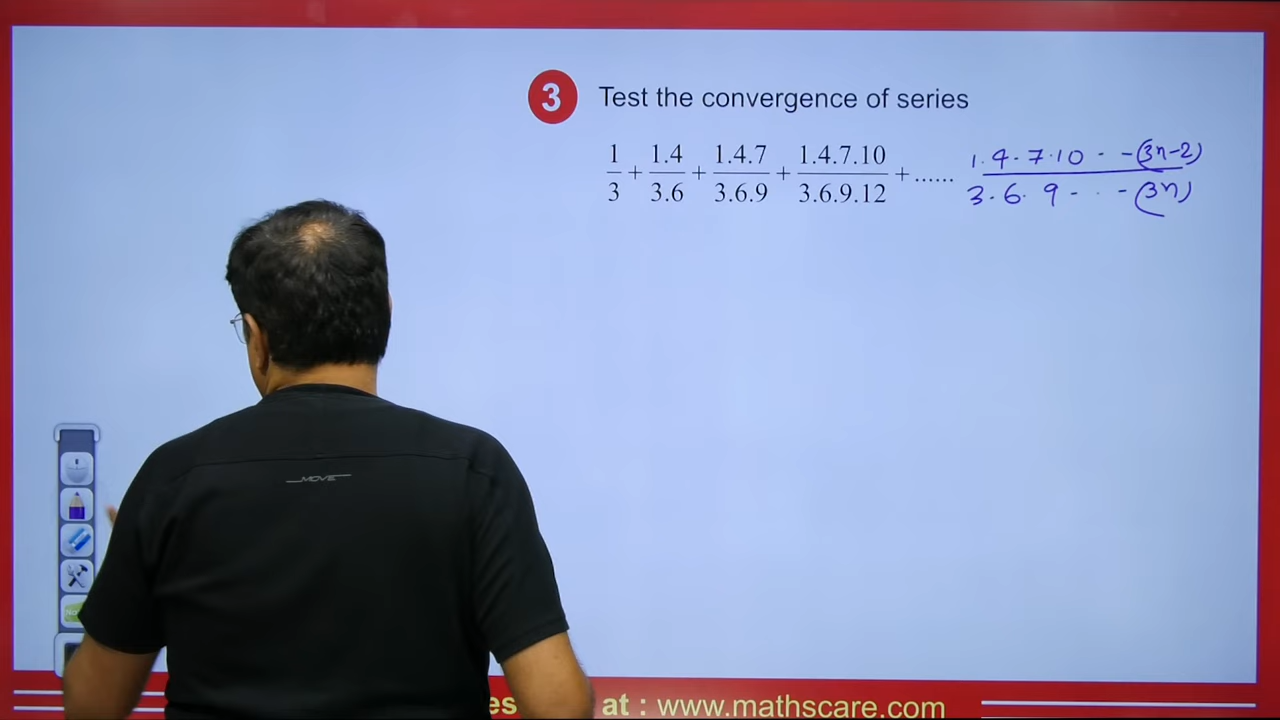 3 Test the convergence of series
1/3 + 1.4/3.6 + 1.4.7/3.6.9 + 1.4.7.10/3.6.9.12 + ...... 1.4.7.10 - - (3n-2) / 3.6.9 - - - (3n)
MOVE
es at : www.mathscare.com